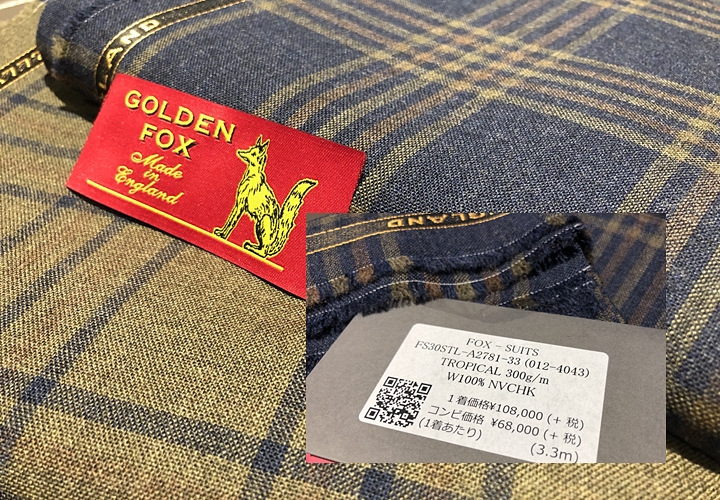 LAND
GOLDEN
FOX
Made
in
England
GLAND
FOX - SUITS
FS30STL-A2781-33 (012-4043)
TROPICAL 300g/m
W100% NVCHK
1着価格¥108,000 (+ 税)
コンビ価格 ¥68,000 (+ 税)
(1着あたり)
(3.3m)